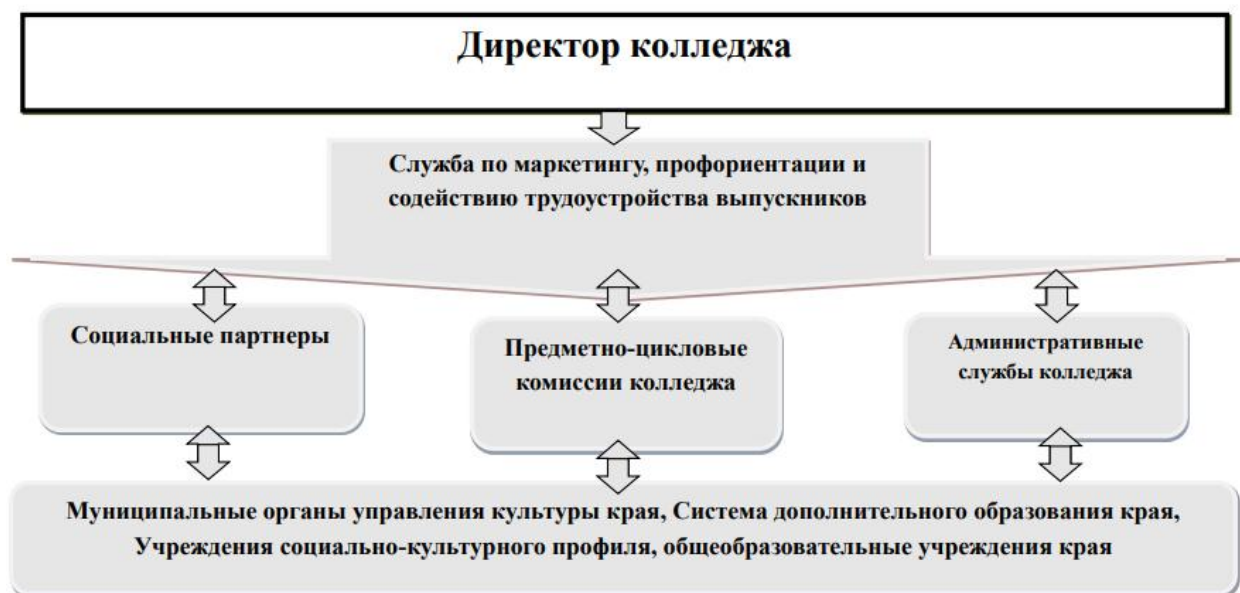 Директор колледжа
Служба по маркетингу, профориентации и
содействию трудоустройства выпускников
Социальные партнеры
Предметно-цикловые
комиссии колледжа
Административные
службы колледжа
Муниципальные органы управления культуры края, Система дополнительного образования края,
Учреждения социально-культурного профиля, общеобразовательные учреждения края